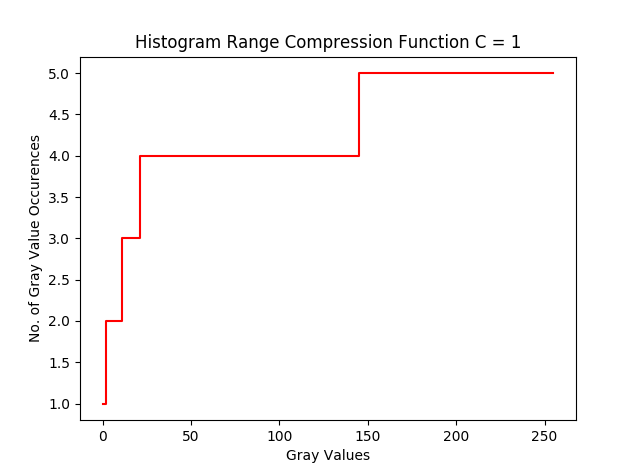 Histogram Range Compression Function C = 1
5.0
4.5
4.0
3.5
3.0
2.5
2.0
1.5
1.0
No. of Gray Value Occurences
0 50 100 150 200 250
Gray Values